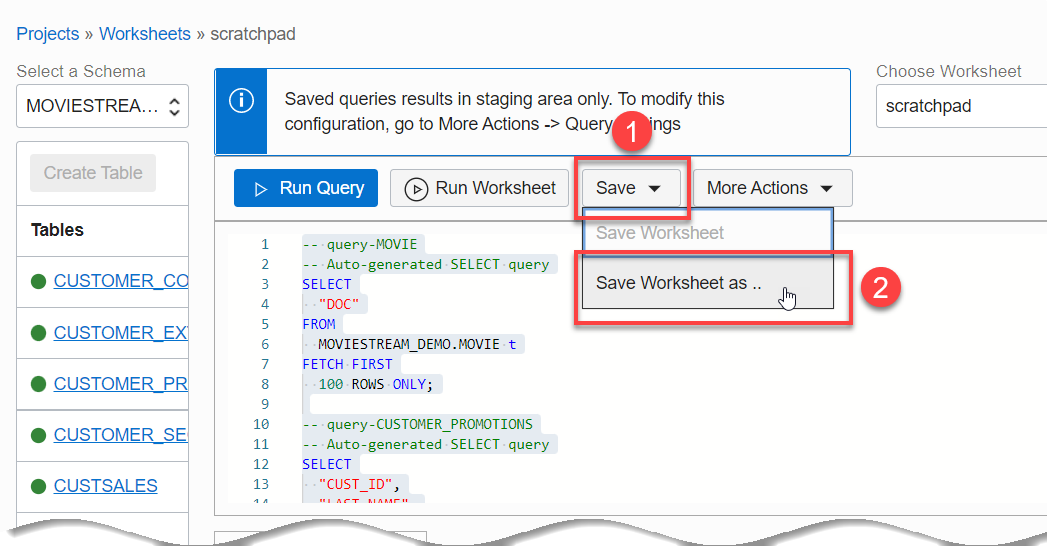 Projects » Worksheets » scratchpad
Select a Schema
MOVIESTREA...
Choose Worksheet
scratchpad
Saved queries results in staging area only. To modify this
configuration, go to More Actions -> Query
1
Create Table
Run Query
Run Worksheet
Save
More Actions
Save Worksheet
Save Worksheet as ..
2
Tables
CUSTOMER_CO
CUSTOMER_EX
CUSTOMER_PR
CUSTOMER_SE
CUSTSALES
1 -- query-MOVIE
2 -- Auto-generated SELECT query
3 SELECT
4 "DOC"
5 FROM
6 MOVIESTREAM_DEMO.MOVIE t
7 FETCH FIRST
8 100 ROWS ONLY;
9
10 -- query-CUSTOMER_PROMOTIONS
11 -- Auto-generated SELECT query
12 SELECT
13 "CUST_ID",
14 "LAST_NAME",